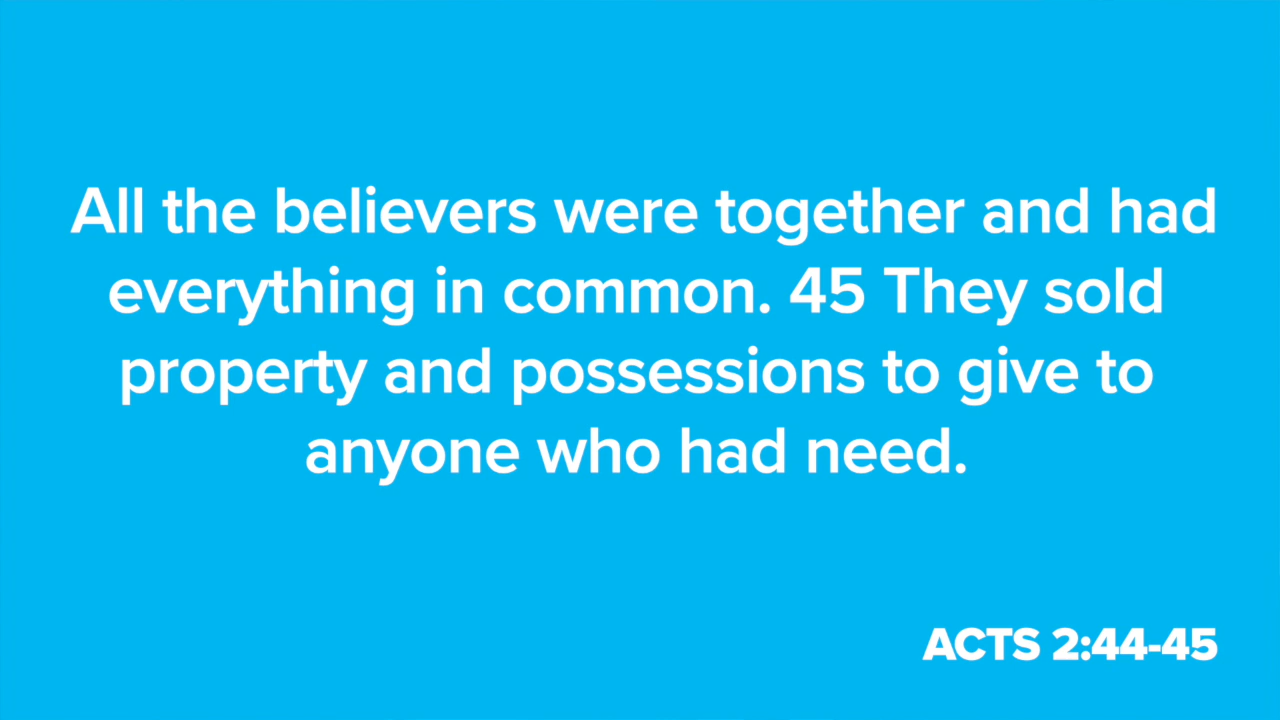 All the believers were together and had
everything in common. 45 They sold
property and possessions to give to
anyone who had need.
ACTS 2:44-45